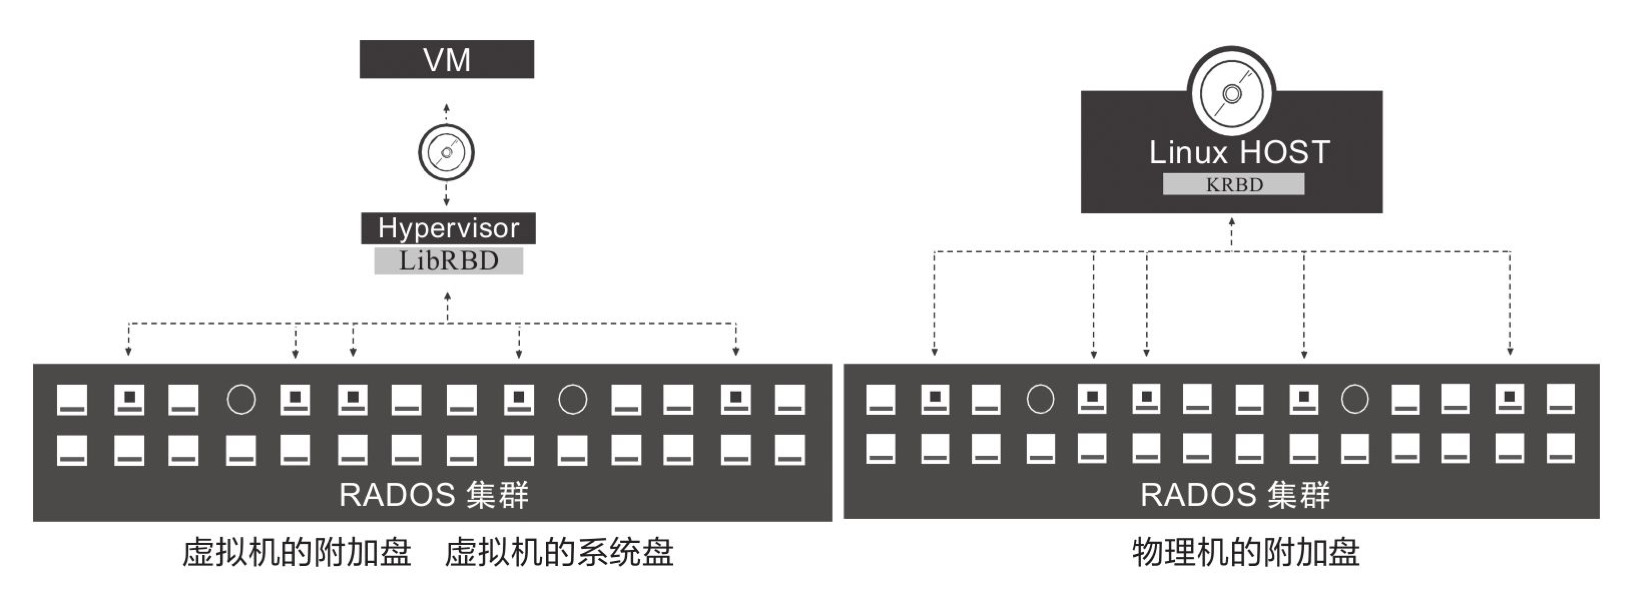 VM
Hypervisor
LibRBD
RADOS 集群
虚拟机的附加盘 虚拟机的系统盘
Linux HOST
KRBD
RADOS 集群
物理机的附加盘